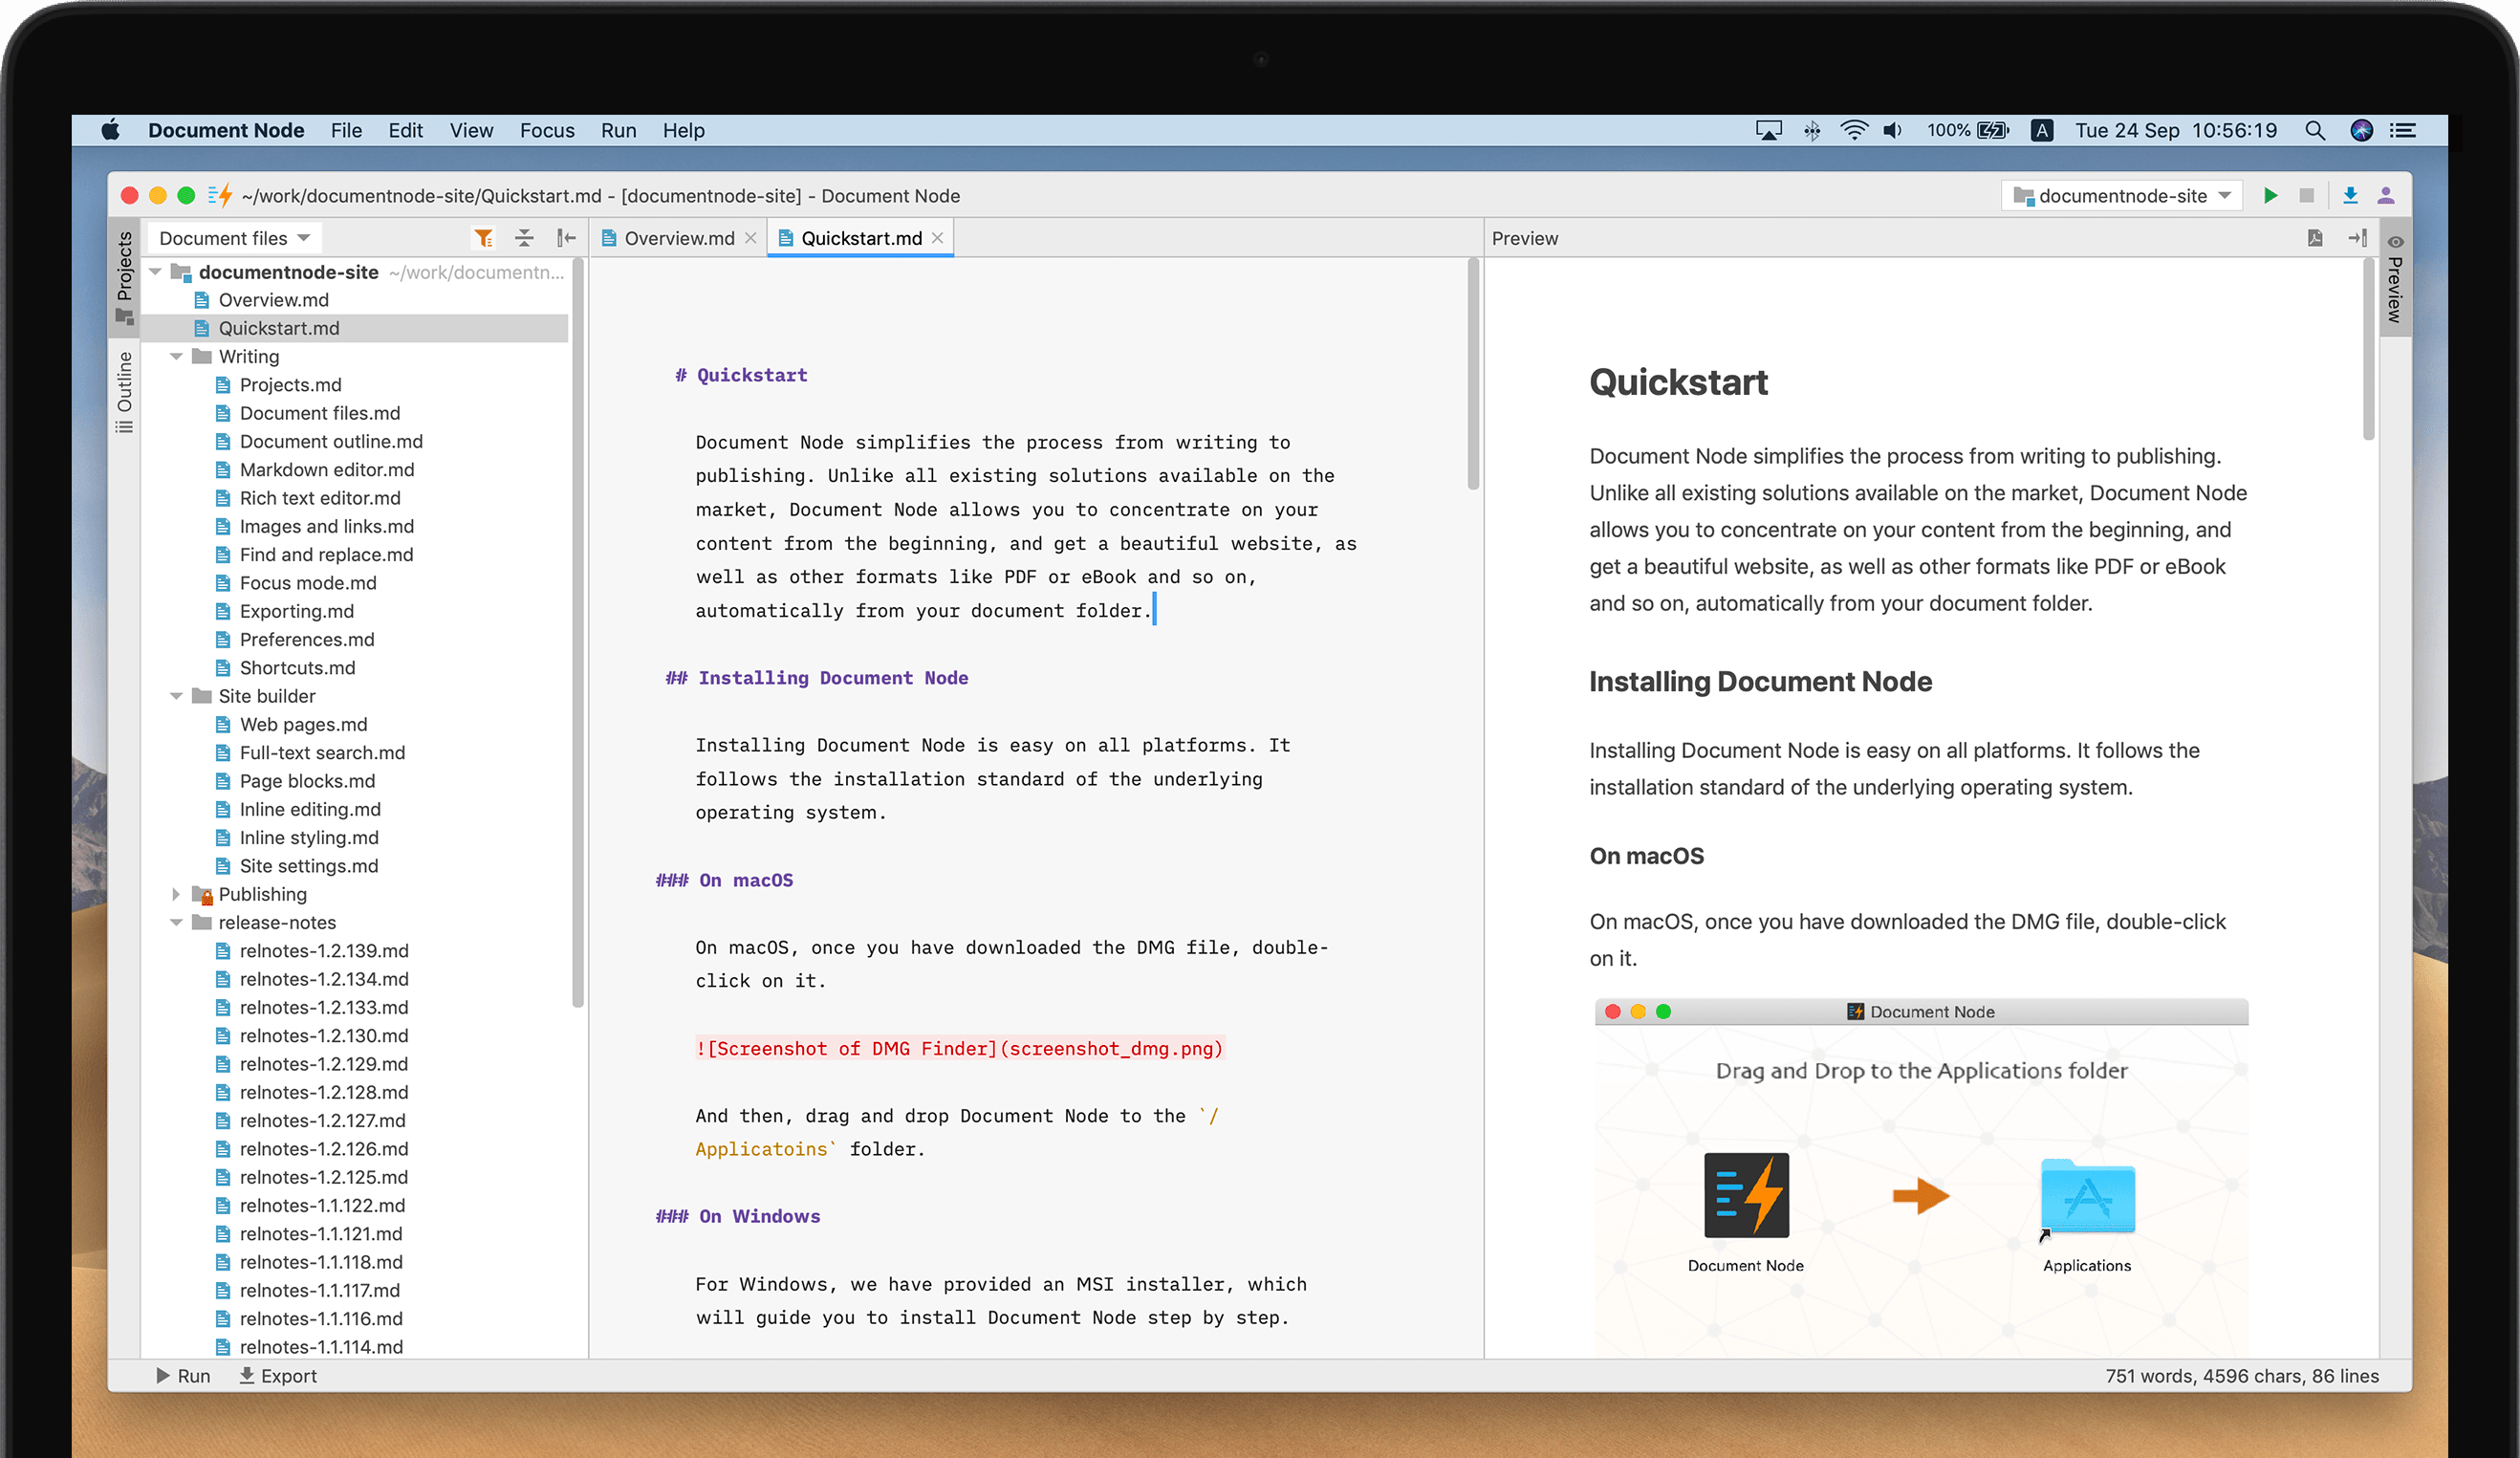 Document Node File Edit View Focus Run Help
100% A Tue 24 Sep 10:56:19
~/work/documentnode-site/Quickstart.md - [documentnode-site] - Document Node
documentnode-site
Projects
Outline
Document files
documentnode-site ~/work/documentn...
Overview.md
Quickstart.md
Writing
Projects.md
Document files.md
Document outline.md
Markdown editor.md
Rich text editor.md
Images and links.md
Find and replace.md
Focus mode.md
Exporting.md
Preferences.md
Shortcuts.md
Site builder
Web pages.md
Full-text search.md
Page blocks.md
Inline editing.md
Inline styling.md
Site settings.md
Publishing
release-notes
relnotes-1.2.139.md
relnotes-1.2.134.md
relnotes-1.2.133.md
relnotes-1.2.130.md
relnotes-1.2.129.md
relnotes-1.2.128.md
relnotes-1.2.127.md
relnotes-1.2.126.md
relnotes-1.2.125.md
relnotes-1.1.122.md
relnotes-1.1.121.md
relnotes-1.1.118.md
relnotes-1.1.117.md
relnotes-1.1.116.md
relnotes-1.1.114.md
Overview.md Quickstart.md
# Quickstart
Document Node simplifies the process from writing to
publishing. Unlike all existing solutions available on the
market, Document Node allows you to concentrate on your
content from the beginning, and get a beautiful website, as
well as other formats like PDF or eBook and so on,
automatically from your document folder.
## Installing Document Node
Installing Document Node is easy on all platforms. It
follows the installation standard of the underlying
operating system.
### On macOS
On macOS, once you have downloaded the DMG file, double-
click on it.
![Screenshot of DMG Finder](screenshot_dmg.png)
And then, drag and drop Document Node to the `/
Applicatoins` folder.
### On Windows
For Windows, we have provided an MSI installer, which
will guide you to install Document Node step by step.
Preview
Preview
Quickstart
Document Node simplifies the process from writing to publishing.
Unlike all existing solutions available on the market, Document Node
allows you to concentrate on your content from the beginning, and
get a beautiful website, as well as other formats like PDF or eBook
and so on, automatically from your document folder.
Installing Document Node
Installing Document Node is easy on all platforms. It follows the
installation standard of the underlying operating system.
On macOS
On macOS, once you have downloaded the DMG file, double-click
on it.
Document Node
Drag and Drop to the Applications folder
Document Node
Applications
Run Export
751 words, 4596 chars, 86 lines